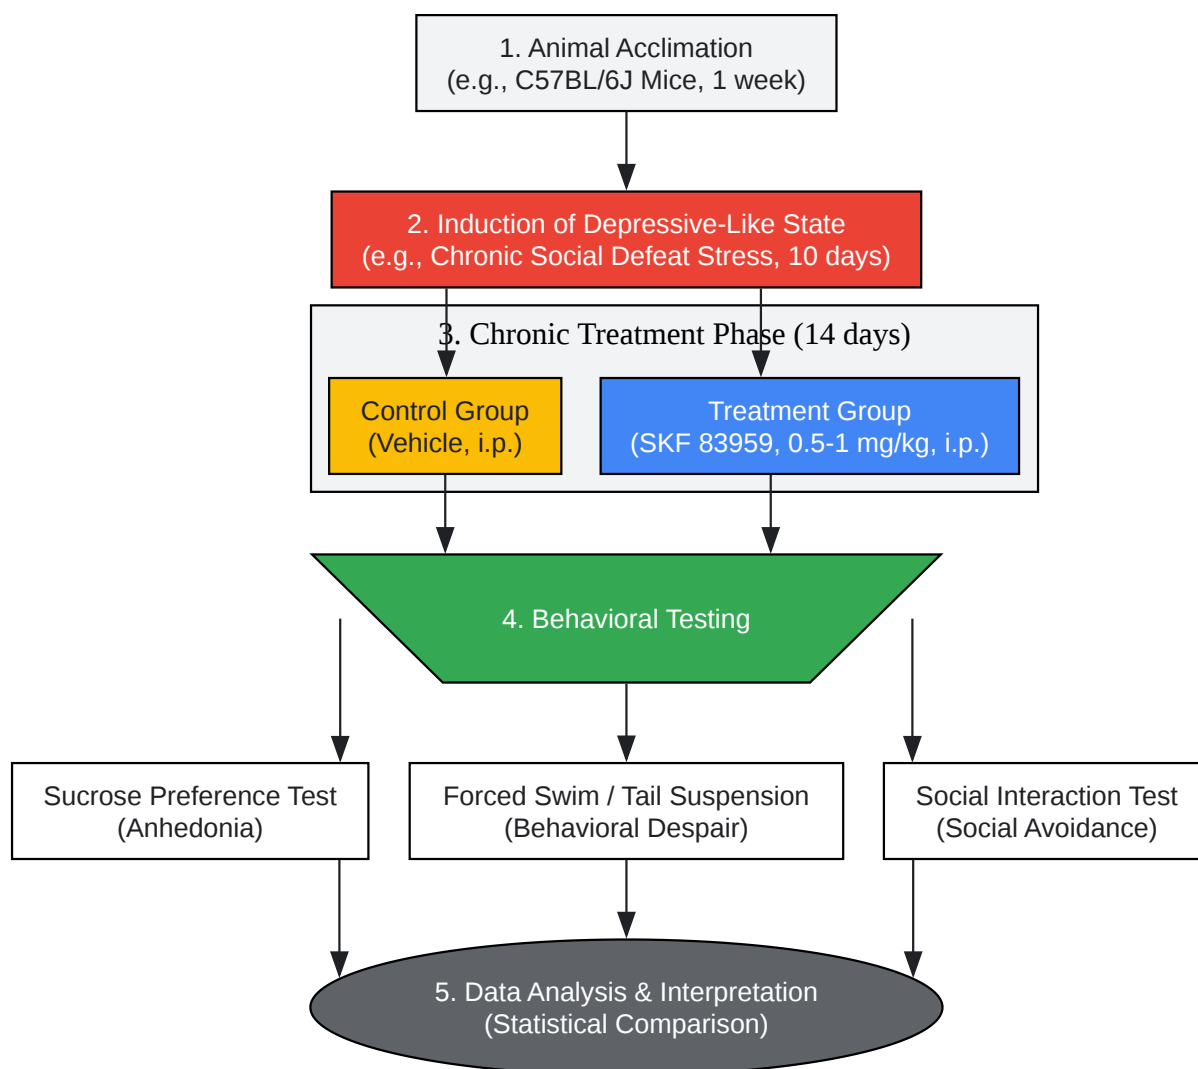 1. Animal Acclimation
(e.g., C57BL/6J Mice, 1 week)
2. Induction of Depressive-Like State
(e.g., Chronic Social Defeat Stress, 10 days)
3. Chronic Treatment Phase (14 days)
Control Group
(Vehicle, i.p.)
Treatment Group
(SKF 83959, 0.5-1 mg/kg, i.p.)
4. Behavioral Testing
Sucrose Preference Test
(Anhedonia)
Forced Swim / Tail Suspension
(Behavioral Despair)
Social Interaction Test
(Social Avoidance)
5. Data Analysis & Interpretation
(Statistical Comparison)